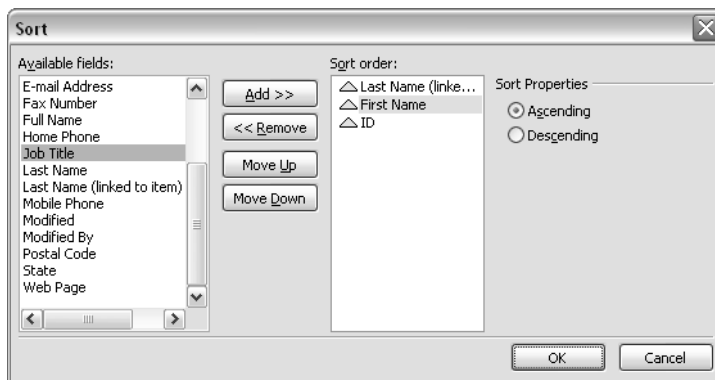 Sort
Available fields:
E-mail Address
Fax Number
Full Name
Home Phone
Job Title
Last Name
Last Name (linked to item)
Mobile Phone
Modified
Modified By
Postal Code
State
Web Page
Add >>
<< Remove
Move Up
Move Down
Sort order:
Last Name (linke...
First Name
ID
Sort Properties
Ascending
Descending
OK
Cancel